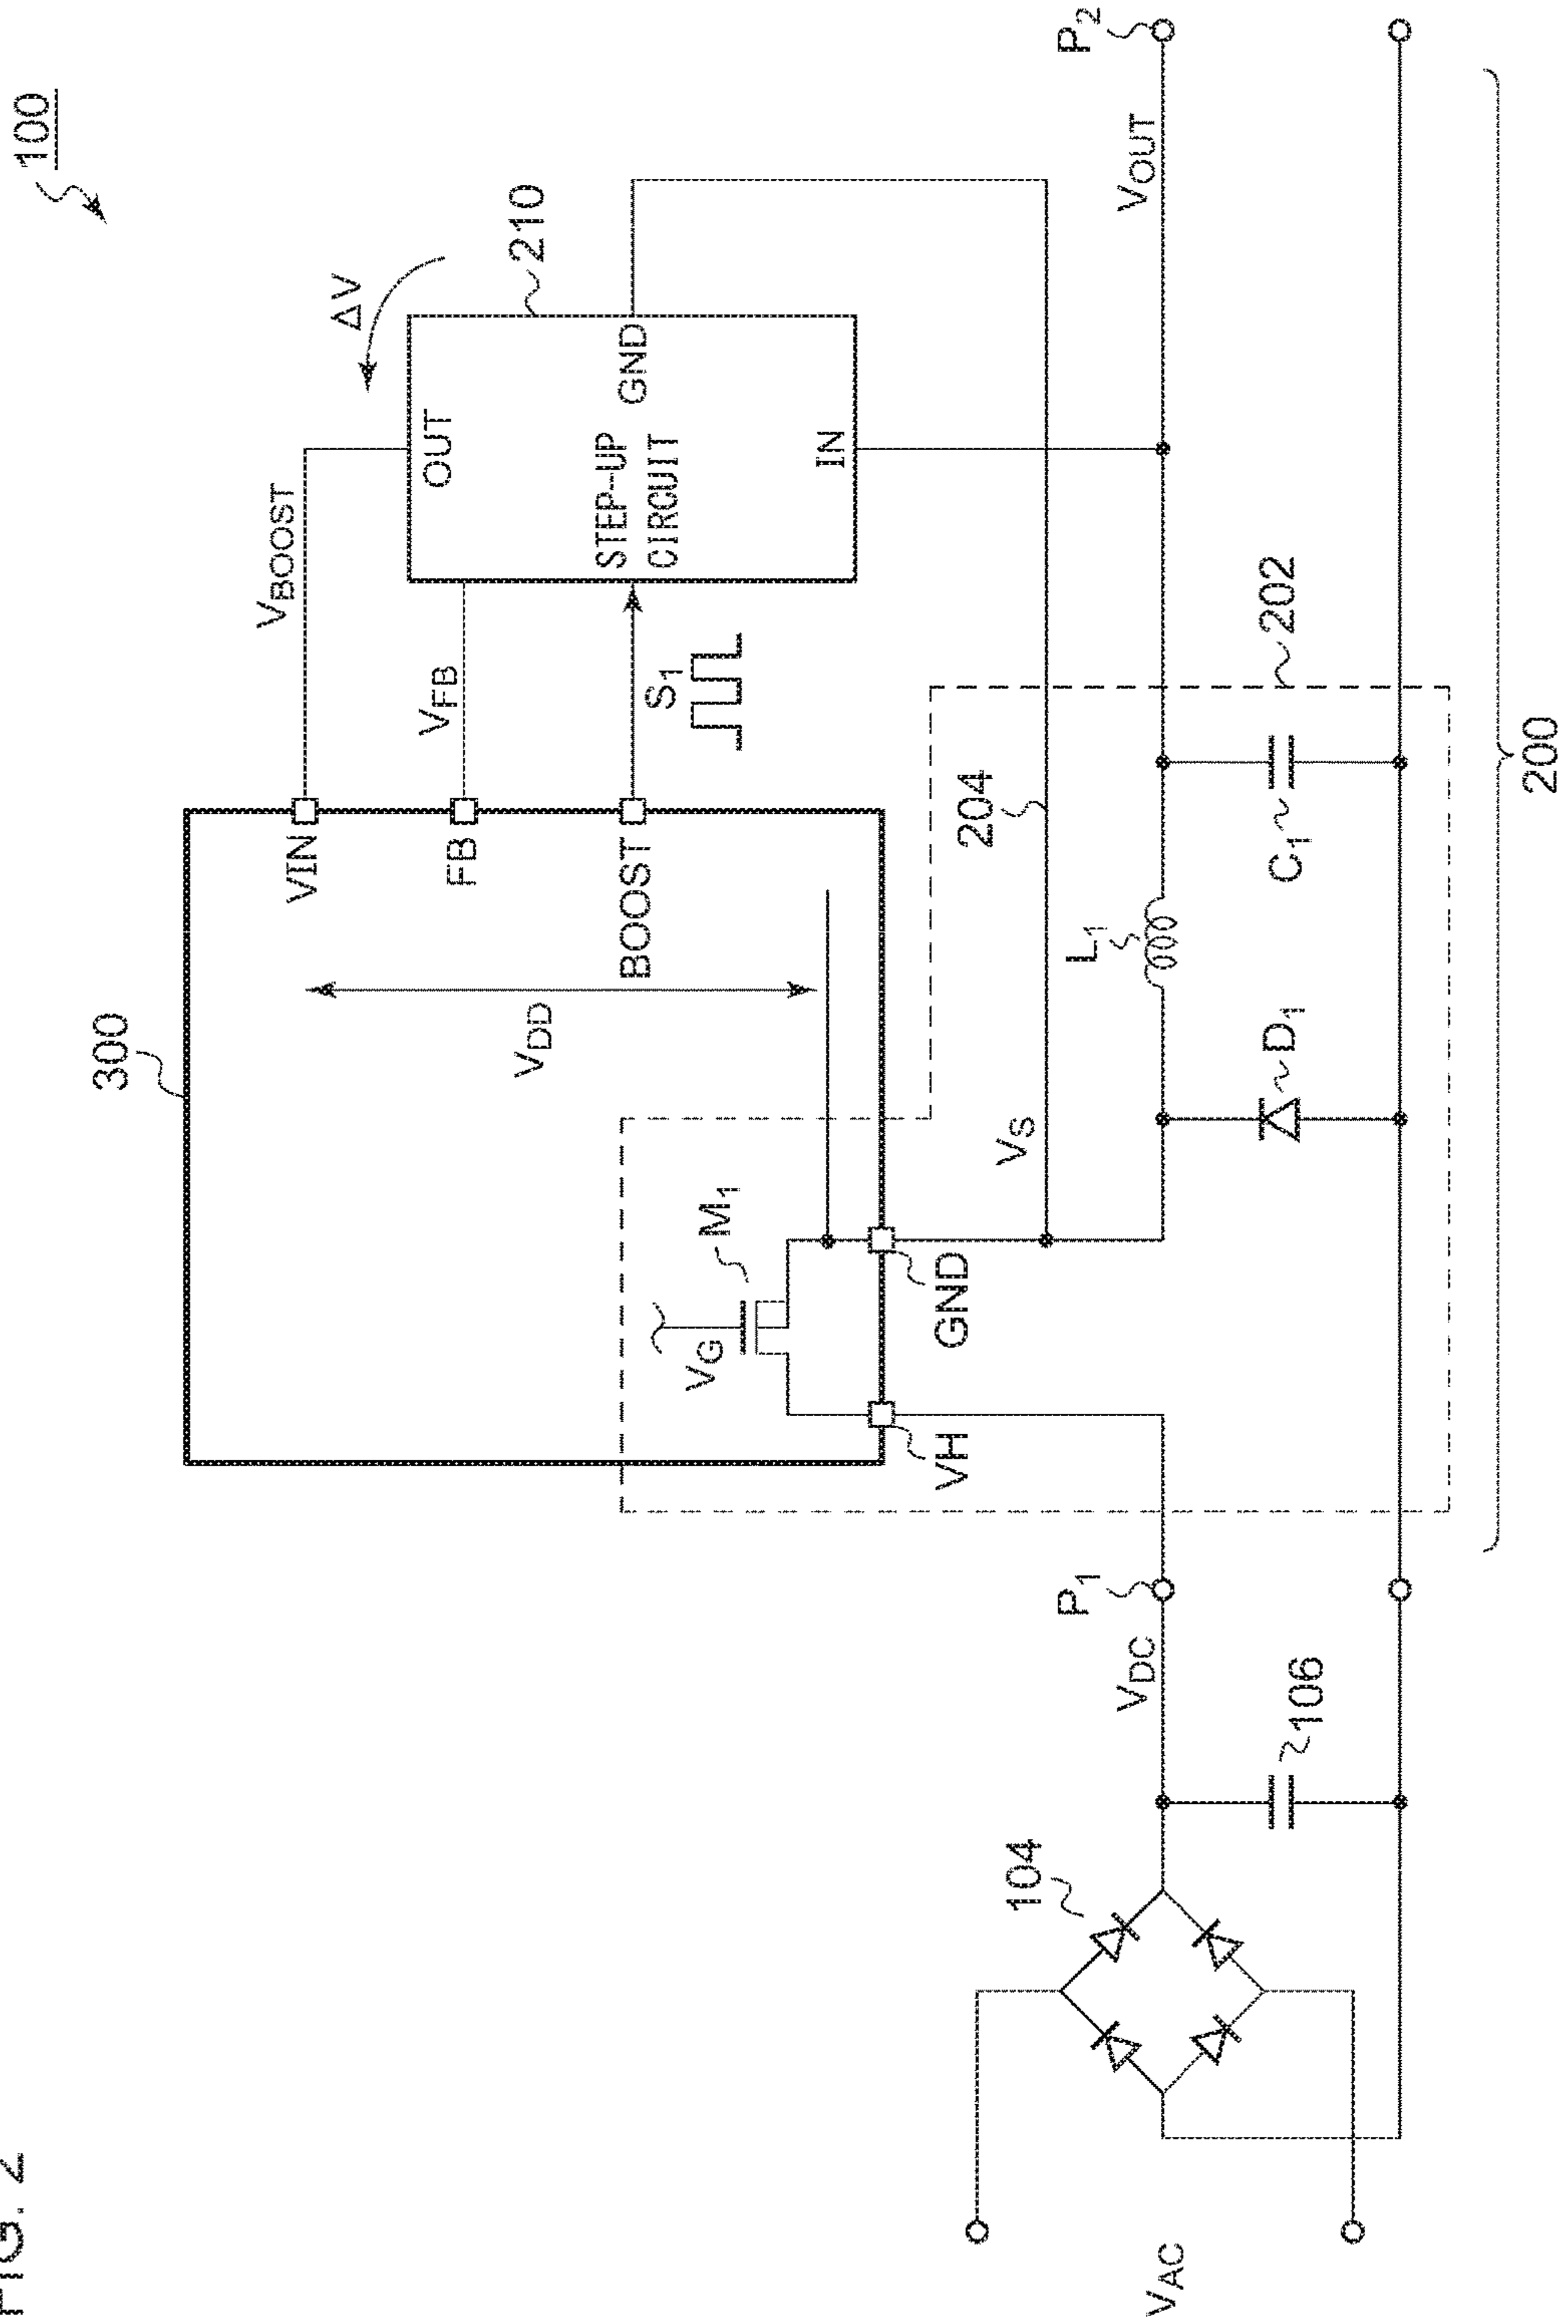 FIG. 2
100
300
VIN
VBOOST
OUT
ΔV
FB
VFB
VDD
BOOST
S1
STEP-UP
CIRCUIT
GND
210
IN
VG
M1
VH
GND
204
VS
104
P1
VDC
L1
VOUT
P2
VAC
106
D1
C1
202
200